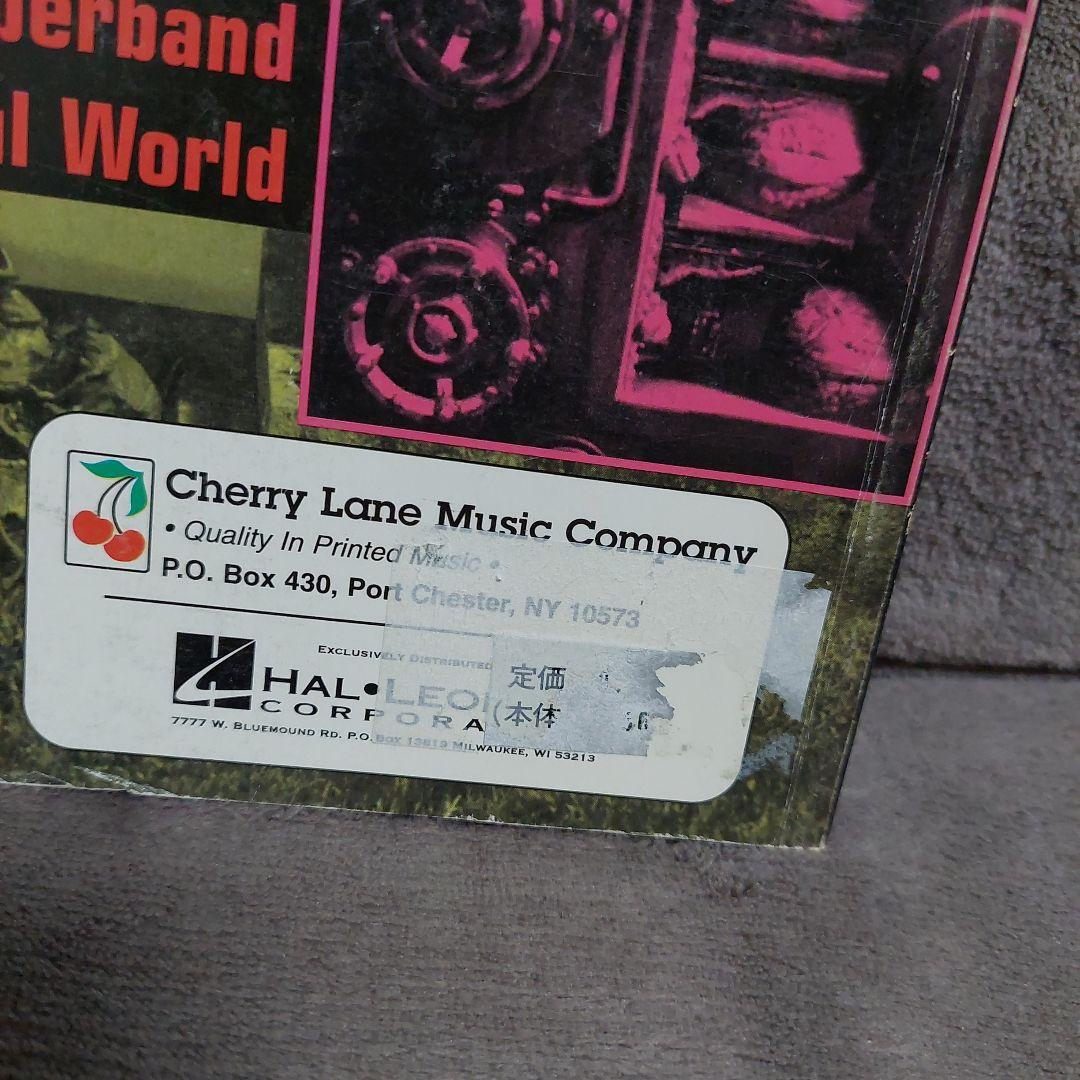 berband
l World
Cherry Lane Music Company
• Quality In Printed Music •
P.O. Box 430, Port Chester, NY 10573
EXCLUSIVELY DISTRIBUTED
HAL•LEO
CORPORA
7777 W. BLUEMOUND RD. P.O. BOX 13819 MILWAUKEE, WI 53213
定価
(本体